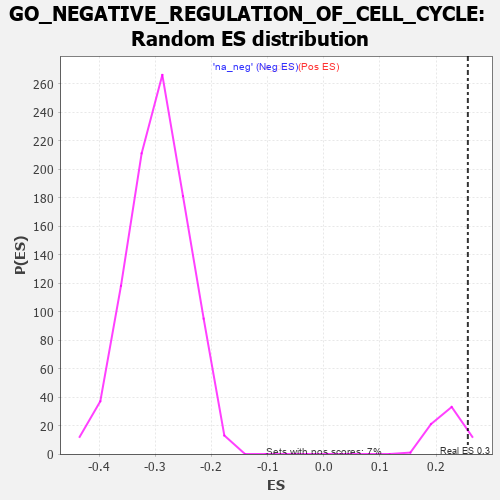 GO_NEGATIVE_REGULATION_OF_CELL_CYCLE:
Random ES distribution
'na_neg' (Neg ES)(Pos ES)
260
240
220
200
180
160
140
120
100
80
60
40
20
0
P(ES)
Sets with pos scores: 7%
Real ES 0.3
-0.4 -0.3 -0.2 -0.1 0.0 0.1 0.2
ES